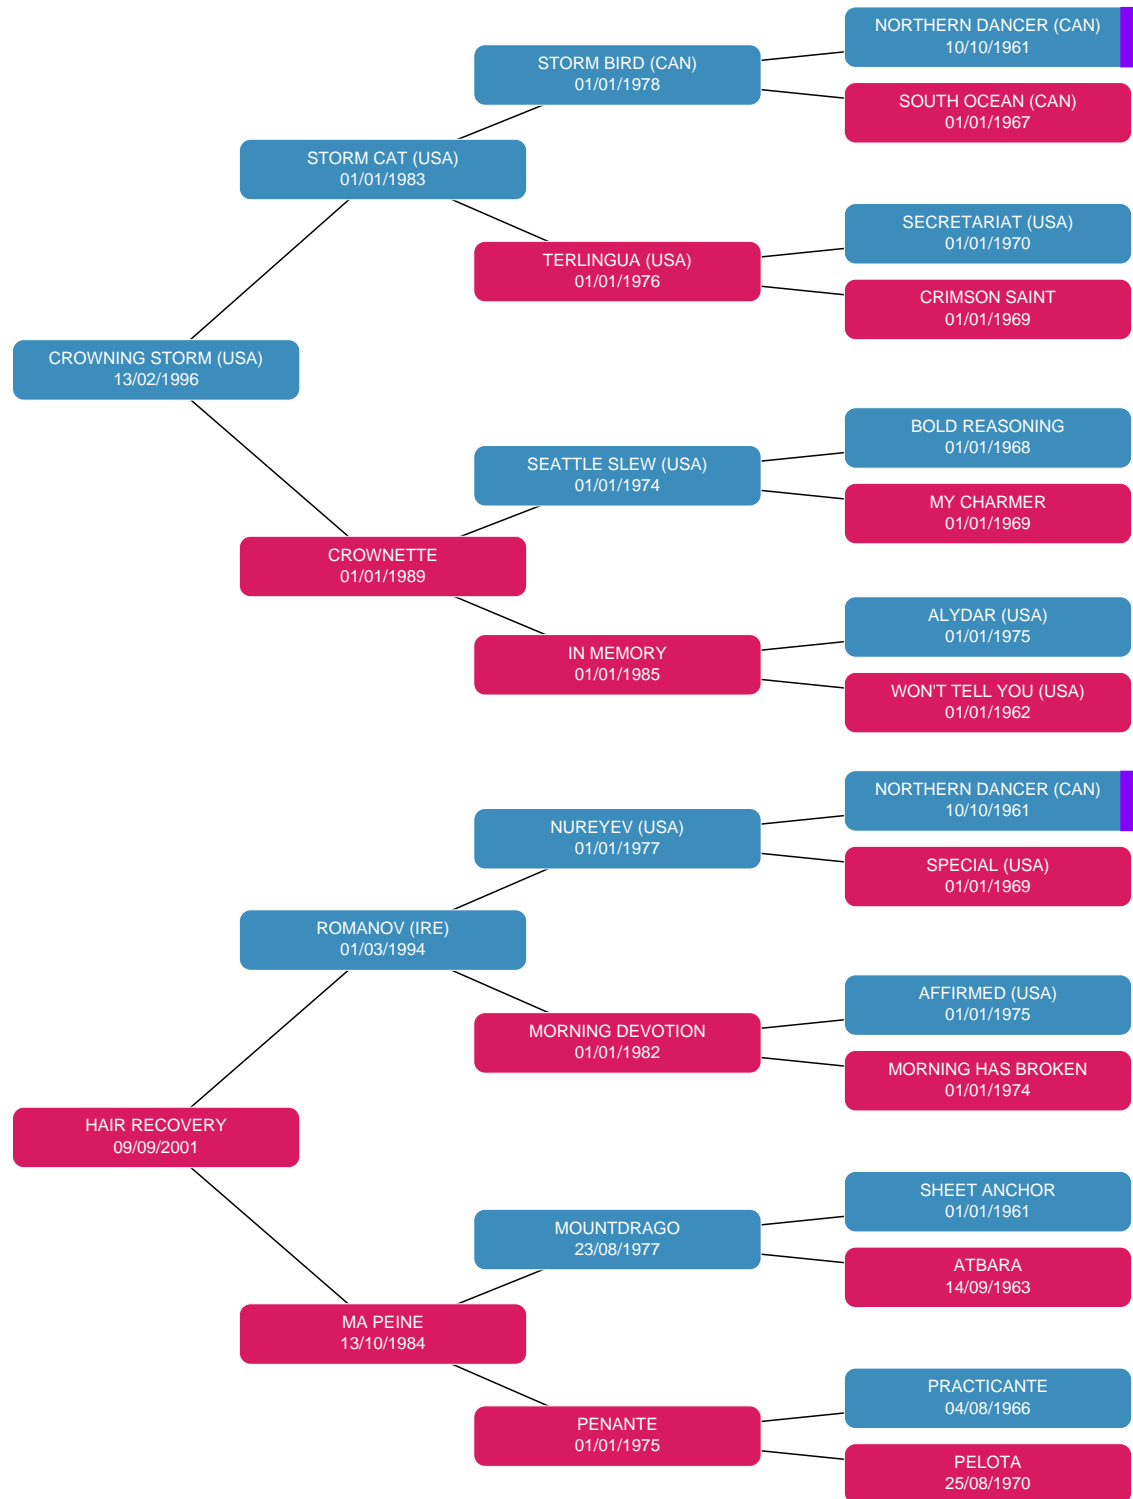 NORTHERN DANCER (CAN)
10/10/1961
STORM BIRD (CAN)
01/01/1978
SOUTH OCEAN (CAN)
01/01/1967
STORM CAT (USA)
01/01/1983
SECRETARIAT (USA)
01/01/1970
TERLINGUA (USA)
01/01/1976
CRIMSON SAINT
01/01/1969
CROWNING STORM (USA)
13/02/1996
BOLD REASONING
01/01/1968
SEATTLE SLEW (USA)
01/01/1974
MY CHARMER
01/01/1969
CROWNETTE
01/01/1989
ALYDAR (USA)
01/01/1975
IN MEMORY
01/01/1985
WON'T TELL YOU (USA)
01/01/1962
NORTHERN DANCER (CAN)
10/10/1961
NUREYEV (USA)
01/01/1977
SPECIAL (USA)
01/01/1969
ROMANOV (IRE)
01/03/1994
AFFIRMED (USA)
01/01/1975
MORNING DEVOTION
01/01/1982
MORNING HAS BROKEN
01/01/1974
HAIR RECOVERY
09/09/2001
SHEET ANCHOR
01/01/1961
MOUNTDRAGO
23/08/1977
ATBARA
14/09/1963
MA PEINE
13/10/1984
PRACTICANTE
04/08/1966
PENANTE
01/01/1975
PELOTA
25/08/1970